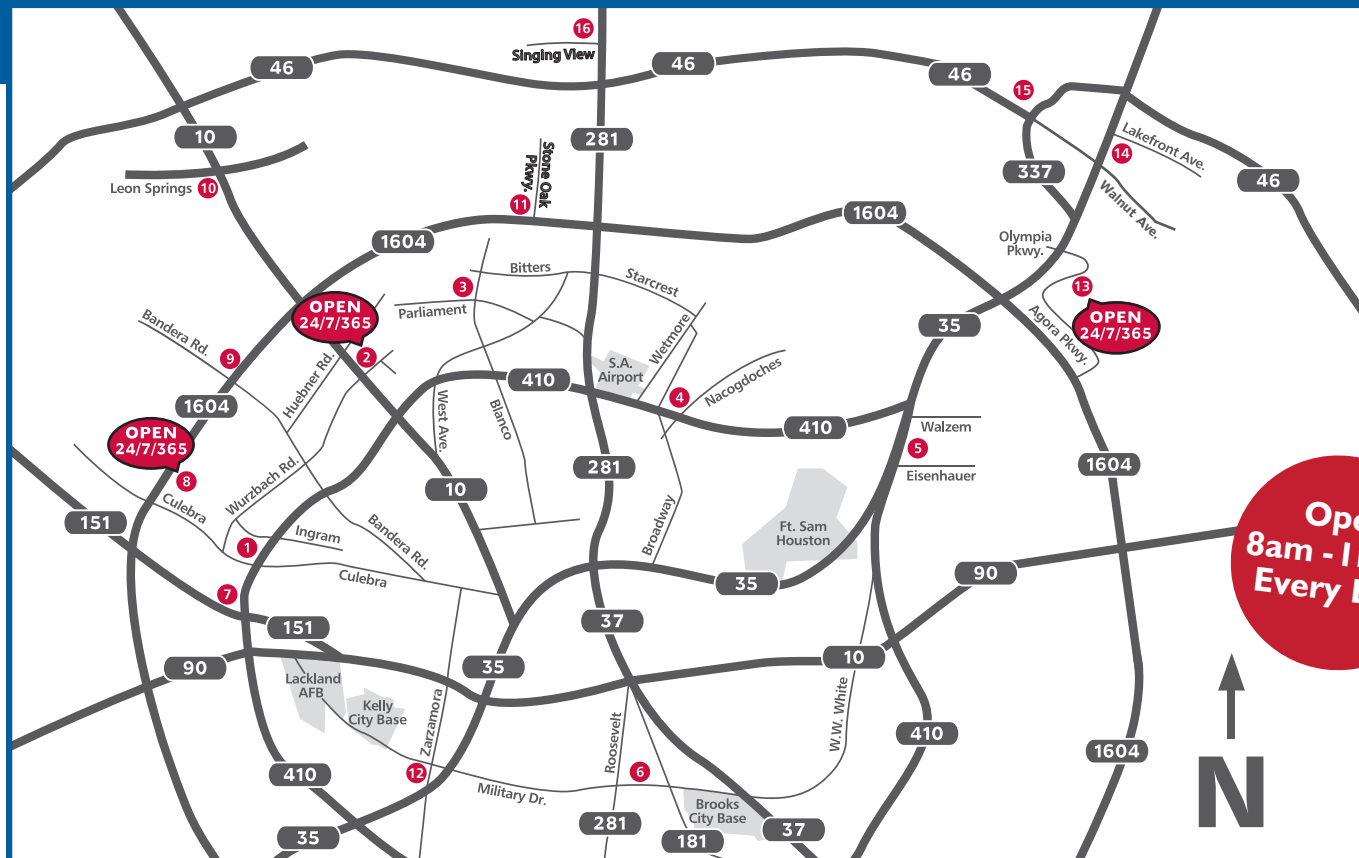 16
Singing View
46
46
46
15
10
281
Lakefront Ave.
14
Stone Oak
Pkwy.
337
46
Leon Springs
10
Walnut Ave.
11
1604
1604
Olympia
Pkwy.
Bitters
Starcrest
3
Parliament
13
OPEN
24/7/365
OPEN
24/7/365
Agora Pkwy.
35
Bandera Rd.
9
2
Huebner Rd.
Wetmore
S.A.
Airport
410
Nacogdoches
4
1604
West Ave.
Blanco
410
Walzem
OPEN
24/7/365
5
8
281
1604
Eisenhauer
Culebra
Wurzbach Rd.
10
151
Bandera Rd.
Broadway
Ft. Sam
Houston
Ingram
1
Culebra
35
90
7
151
37
90
35
10
Lackland
AFB
Kelly
City Base
Zarzamora
Roosevelt
W.W. White
410
1604
410
12
6
Military Dr.
Brooks
City Base
35
281
181
37
8am -
Every
N